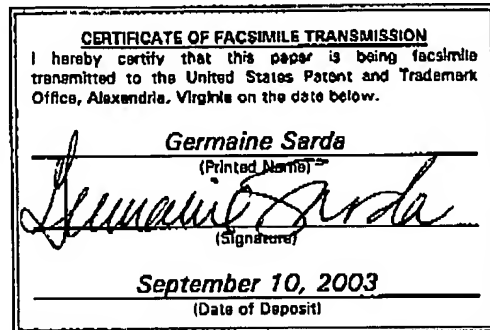 CERTIFICATE OF FACSIMILE TRANSMISSION
I hereby certify that this paper is being facsimile
transmitted to the United States Patent and Trademark
Office, Alexandria, Virginia on the date below.
Germaine Sarda
(Printed Name)
Germaine Sarda
(Signature)
September 10, 2003
(Date of Deposit)